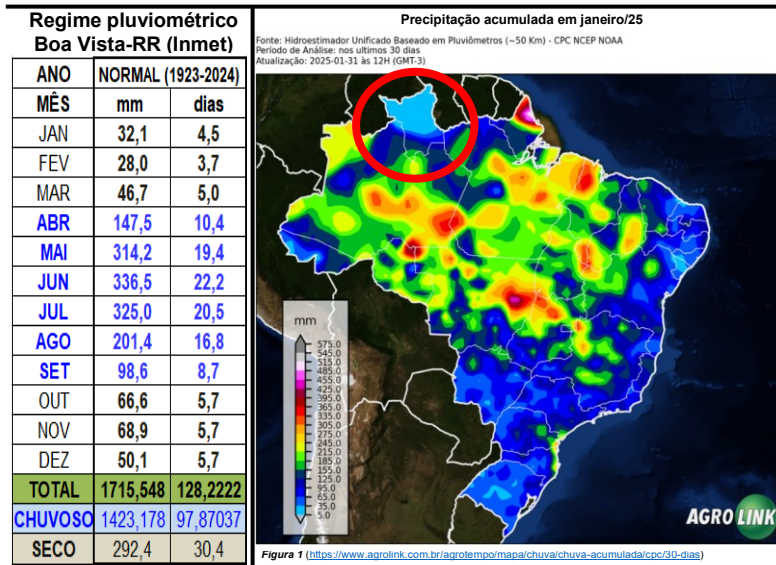 Regime pluviométrico
Boa Vista-RR (Inmet)
ANO NORMAL (1923-2024)
MÊS mm dias
JAN 32,1 4,5
FEV 28,0 3,7
MAR 46,7 5,0
ABR 147,5 10,4
MAI 314,2 19,4
JUN 336,5 22,2
JUL 325,0 20,5
AGO 201,4 16,8
SET 98,6 8,7
OUT 66,6 5,7
NOV 68,9 5,7
DEZ 50,1 5,7
TOTAL 1715,548 128,2222
CHUVOSO 1423,178 97,87037
SECO 292,4 30,4
Precipitação acumulada em janeiro/25
Fonte: Hidroestimador Unificado Baseado em Pluviômetros (~50 Km) - CPC NCEP NOAA
Período de Análise: nos ultimos 30 dias
Atualização: 2025-01-31 às 12H (GMT-3)
mm
575.0
545.0
515.0
485.0
455.0
425.0
395.0
365.0
335.0
305.0
275.0
245.0
215.0
185.0
155.0
125.0
95.0
65.0
35.0
5.0
AGROLINK
Figura 1 (https://www.agrolink.com.br/agrotempo/mapa/chuva/chuva-acumulada/cpc/30-dias)